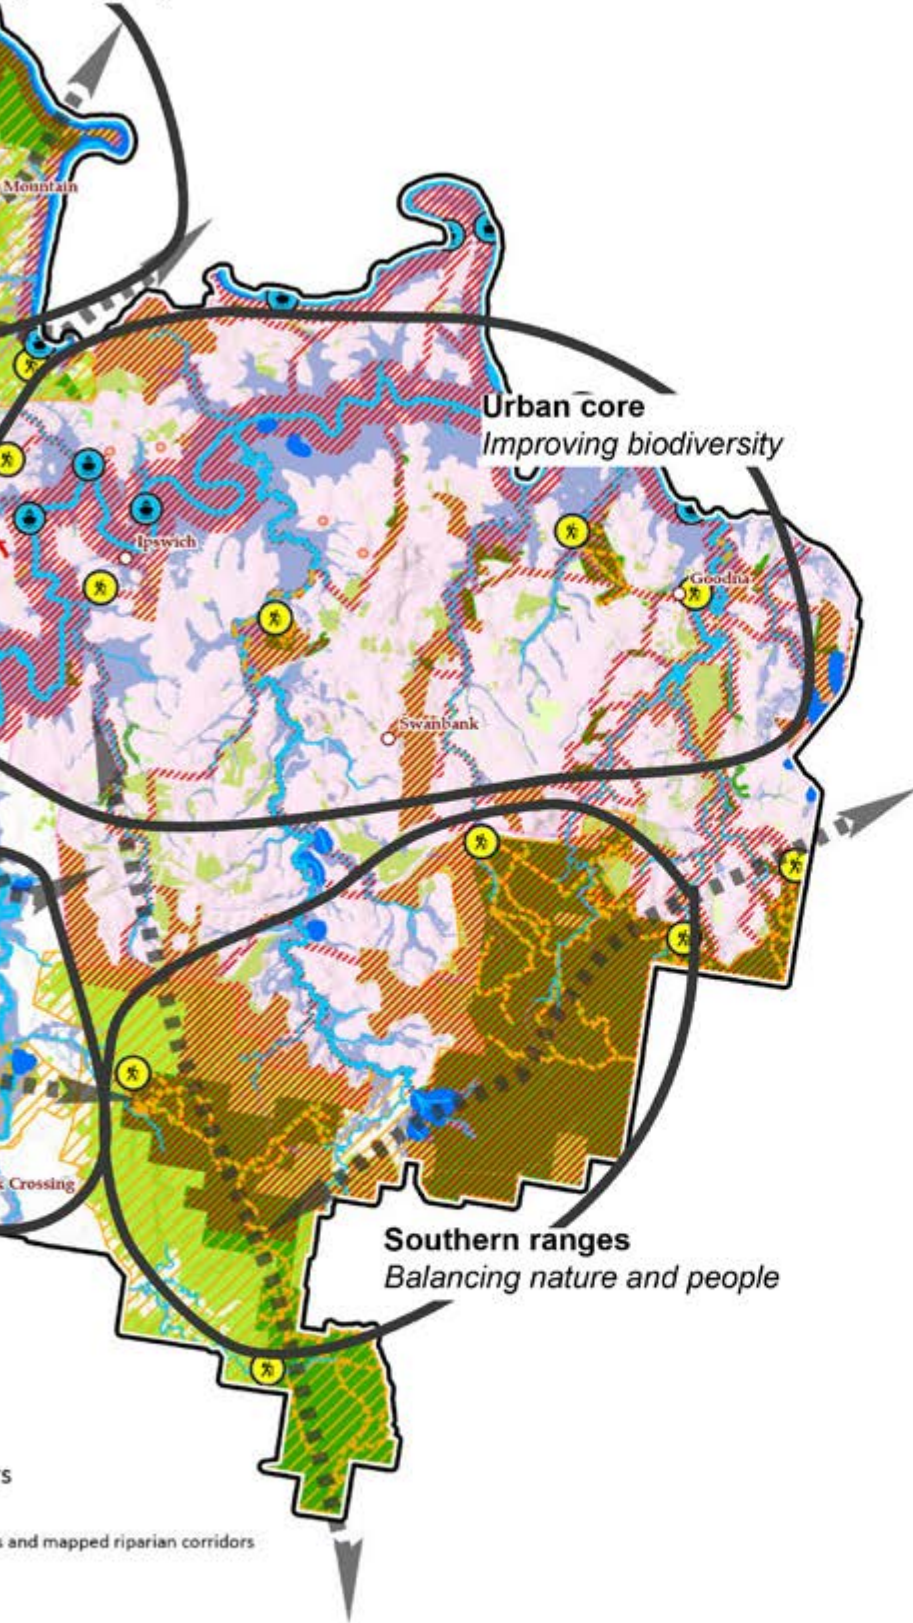 Mountain
Urban core
Improving biodiversity
Ipswich
Goodna
Swanbank
Crossing
Southern ranges
Balancing nature and people
and mapped riparian corridors